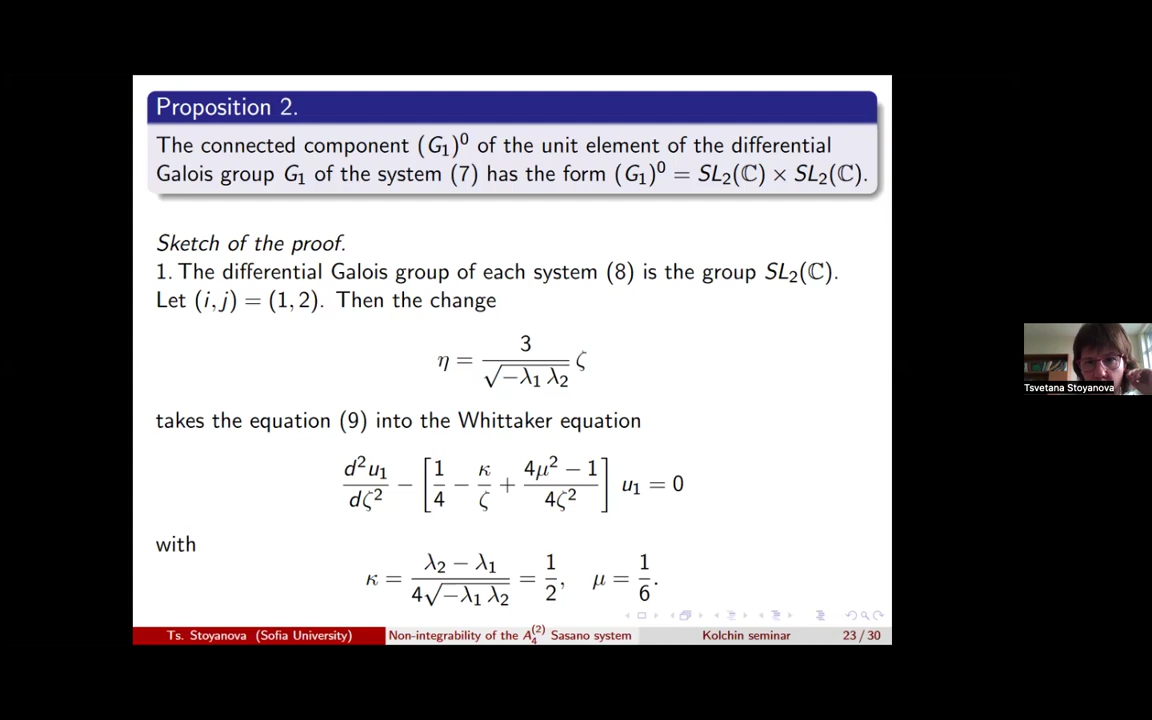 Proposition 2.
The connected component (G₁)⁰ of the unit element of the differential
Galois group G₁ of the system (7) has the form (G₁)⁰ = SL₂(ℂ) × SL₂(ℂ).
Sketch of the proof.
1. The differential Galois group of each system (8) is the group SL₂(ℂ).
Let (i, j) = (1, 2). Then the change
η = 3/√(−λ₁ λ₂) ζ
takes the equation (9) into the Whittaker equation
d²u₁/dζ² − [1/4 − κ/ζ + (4μ² − 1)/4ζ²] u₁ = 0
with
κ = (λ₂ − λ₁)/(4√(−λ₁ λ₂)) = 1/2, μ = 1/6.
Ts. Stoyanova (Sofia University) Non-integrability of the A₄⁽²⁾ Sasano system Kolchin seminar 23 / 30
Tsvetana Stoyanova